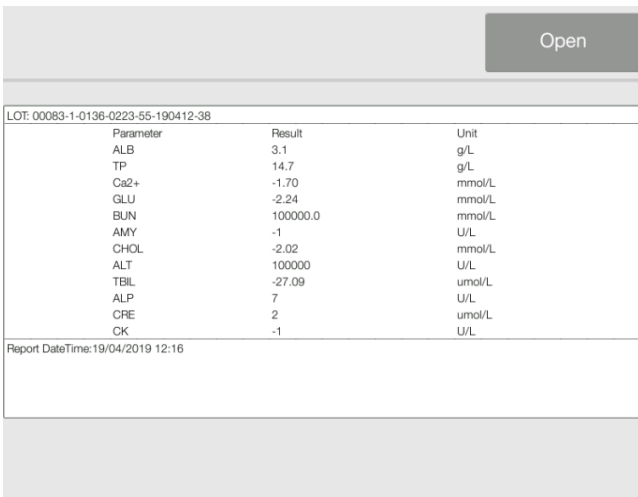 Open
LOT: 00083-1-0136-0223-55-190412-38
Parameter Result Unit
ALB 3.1 g/L
TP 14.7 g/L
Ca2+ -1.70 mmol/L
GLU -2.24 mmol/L
BUN 100000.0 mmol/L
AMY -1 U/L
CHOL -2.02 mmol/L
ALT 100000 U/L
TBIL -27.09 umol/L
ALP 7 U/L
CRE 2 umol/L
CK -1 U/L
Report DateTime:19/04/2019 12:16